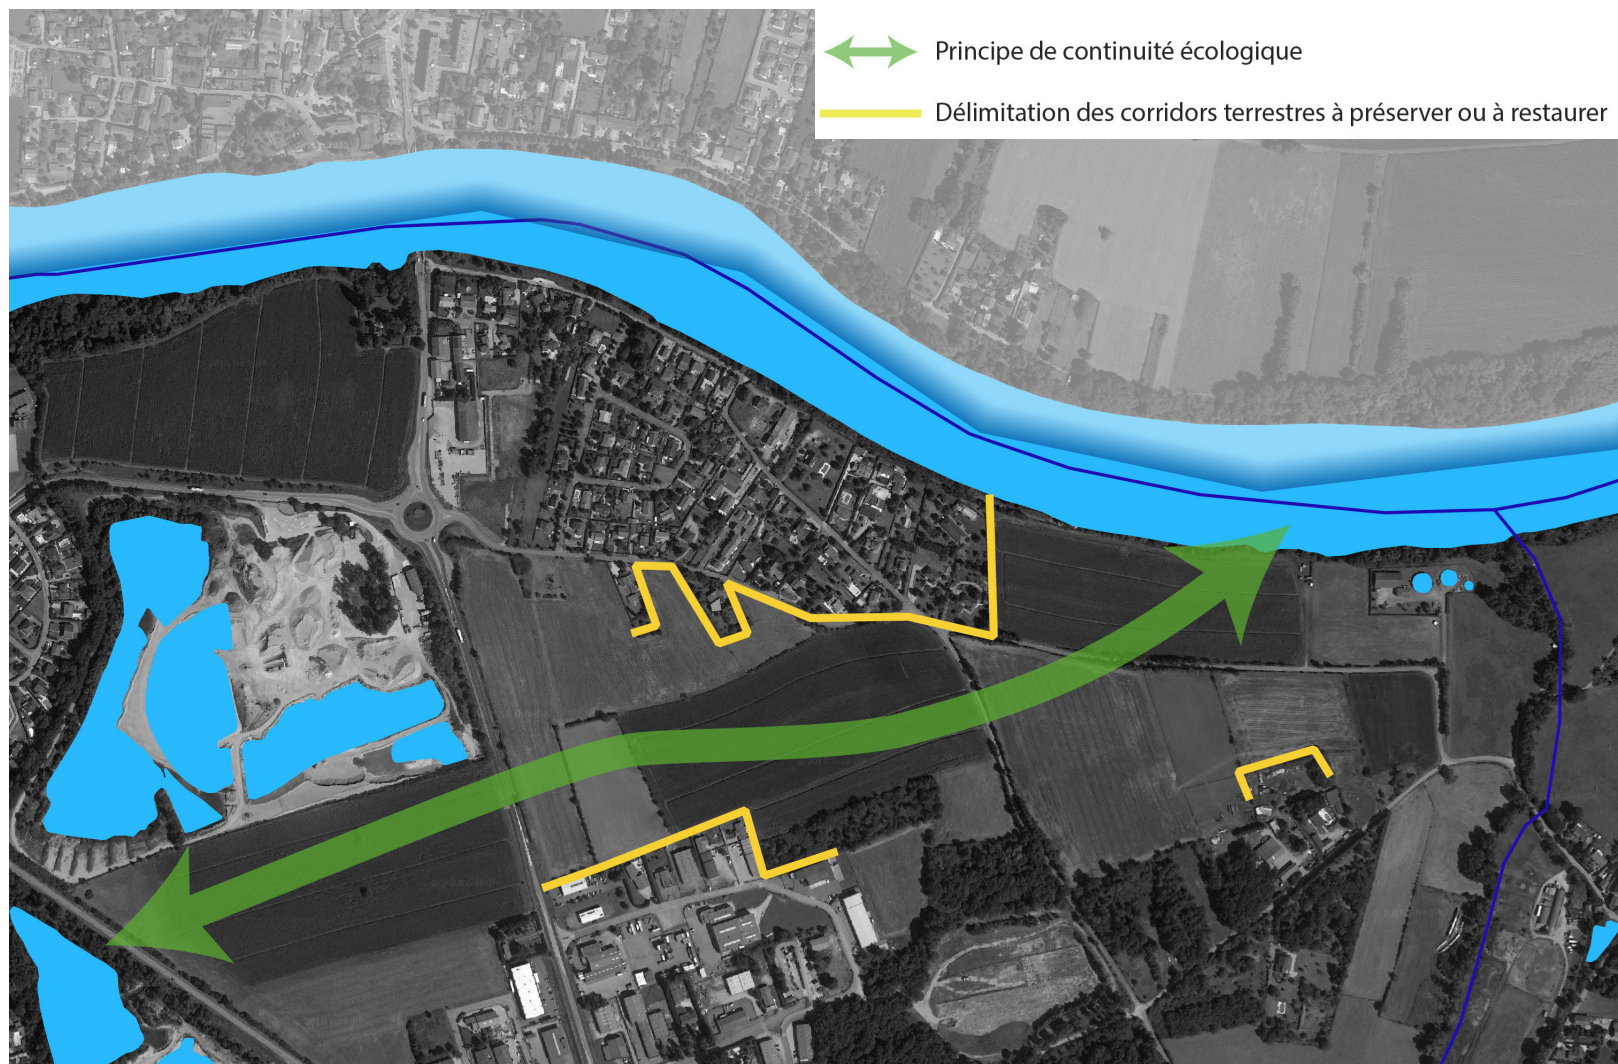 Principe de continuité écologique
Délimitation des corridors terrestres à préserver ou à restaurer